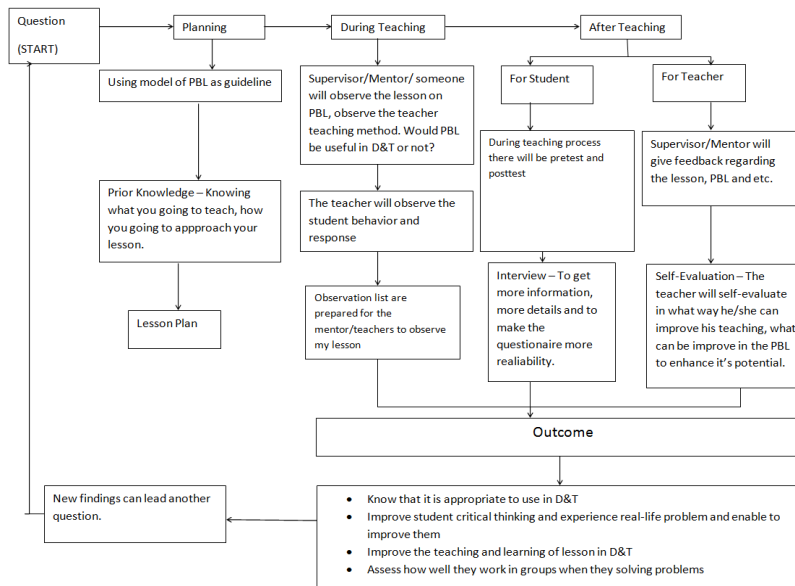 Question
(START)
Planning
During Teaching
After Teaching
Using model of PBL as guideline
Supervisor/Mentor/ someone
will observe the lesson on
PBL, observe the teacher
teaching method. Would PBL
be useful in D&T or not?
For Student
For Teacher
During teaching process
there will be pretest and
posttest
Supervisor/Mentor will
give feedback regarding
the lesson, PBL and etc.
Prior Knowledge – Knowing
what you going to teach, how
you going to appproach your
lesson.
The teacher will observe the
student behavior and
response
Interview – To get
more information,
more details and to
make the
questionaire more
realiability.
Self-Evaluation – The
teacher will self-evaluate
in what way he/she can
improve his teaching, what
can be improve in the PBL
to enhance it's potential.
Lesson Plan
Observation list are
prepared for the
mentor/teachers to observe
my lesson
Outcome
New findings can lead another
question.
• Know that it is appropriate to use in D&T
• Improve student critical thinking and experience real-life problem and enable to
improve them
• Improve the teaching and learning of lesson in D&T
• Assess how well they work in groups when they solving problems